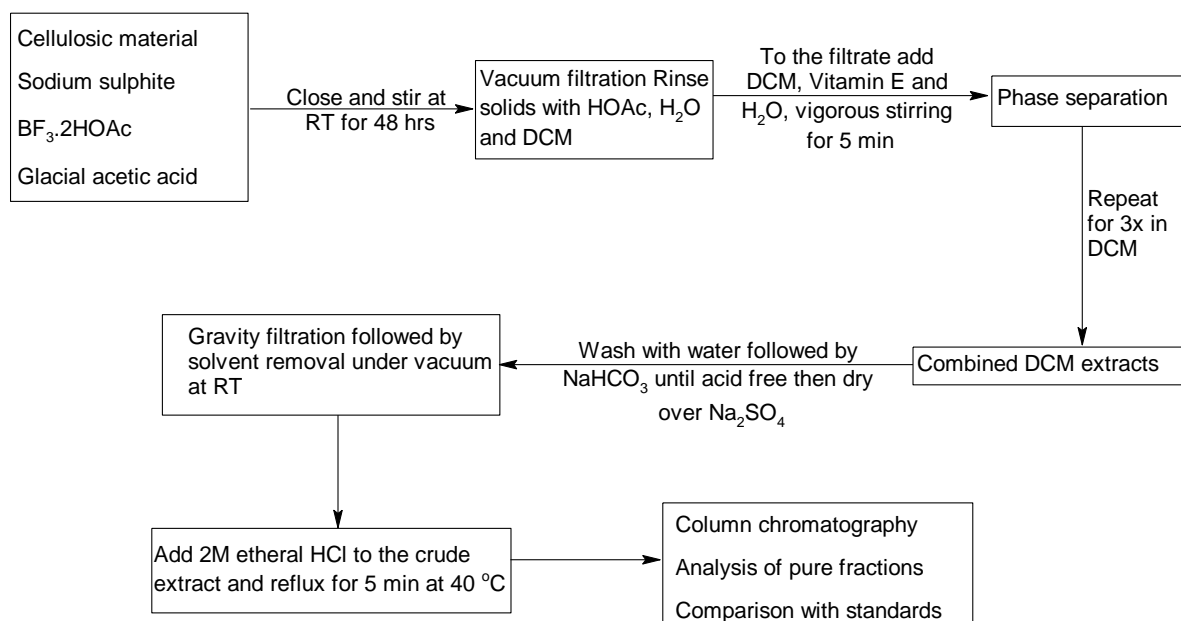 Cellulosic material
Sodium sulphite
BF₃.2HOAc
Glacial acetic acid
Close and stir at
RT for 48 hrs
Vacuum filtration Rinse
solids with HOAc, H₂O
and DCM
To the filtrate add
DCM, Vitamin E and
H₂O, vigorous stirring
for 5 min
Phase separation
Repeat
for 3x in
DCM
Combined DCM extracts
Wash with water followed by
NaHCO₃ until acid free then dry
over Na₂SO₄
Gravity filtration followed by
solvent removal under vacuum
at RT
Add 2M etheral HCl to the crude
extract and reflux for 5 min at 40 °C
Column chromatography
Analysis of pure fractions
Comparison with standards